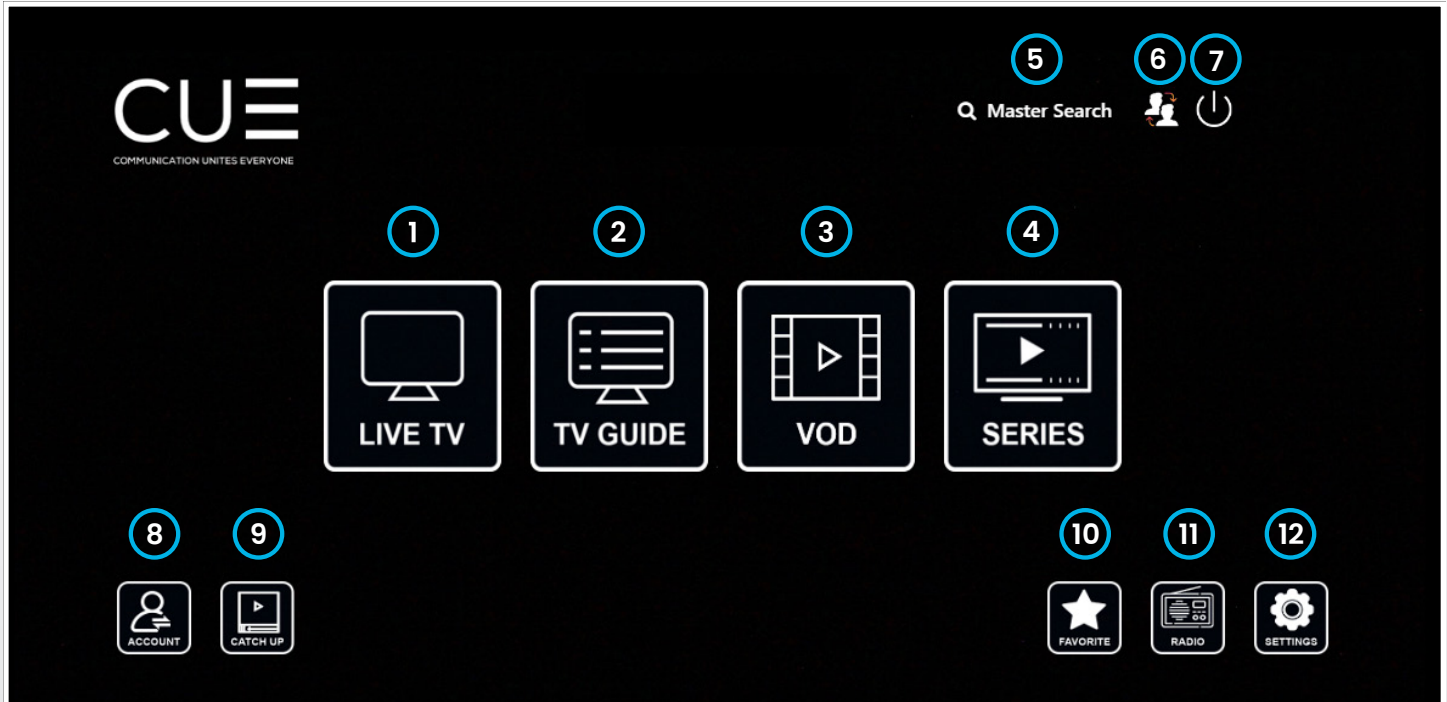 CUE
COMMUNICATION UNITES EVERYONE
5 6 7
Master Search
1 2 3 4
LIVE TV TV GUIDE VOD SERIES
8 9 10 11 12
ACCOUNT CATCH UP FAVORITE RADIO SETTINGS